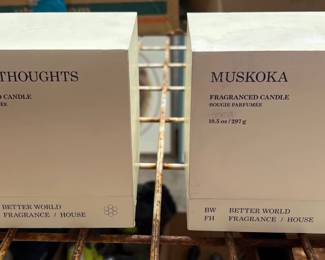 THOUGHTS
CANDLE
BETTER WORLD
FRAGRANCE / HOUSE
MUSKOKA
FRAGRANCED CANDLE
BOUGIE PARFUMÉE
10.5 oz / 297 g
BW BETTER WORLD
FH FRAGRANCE / HOUSE